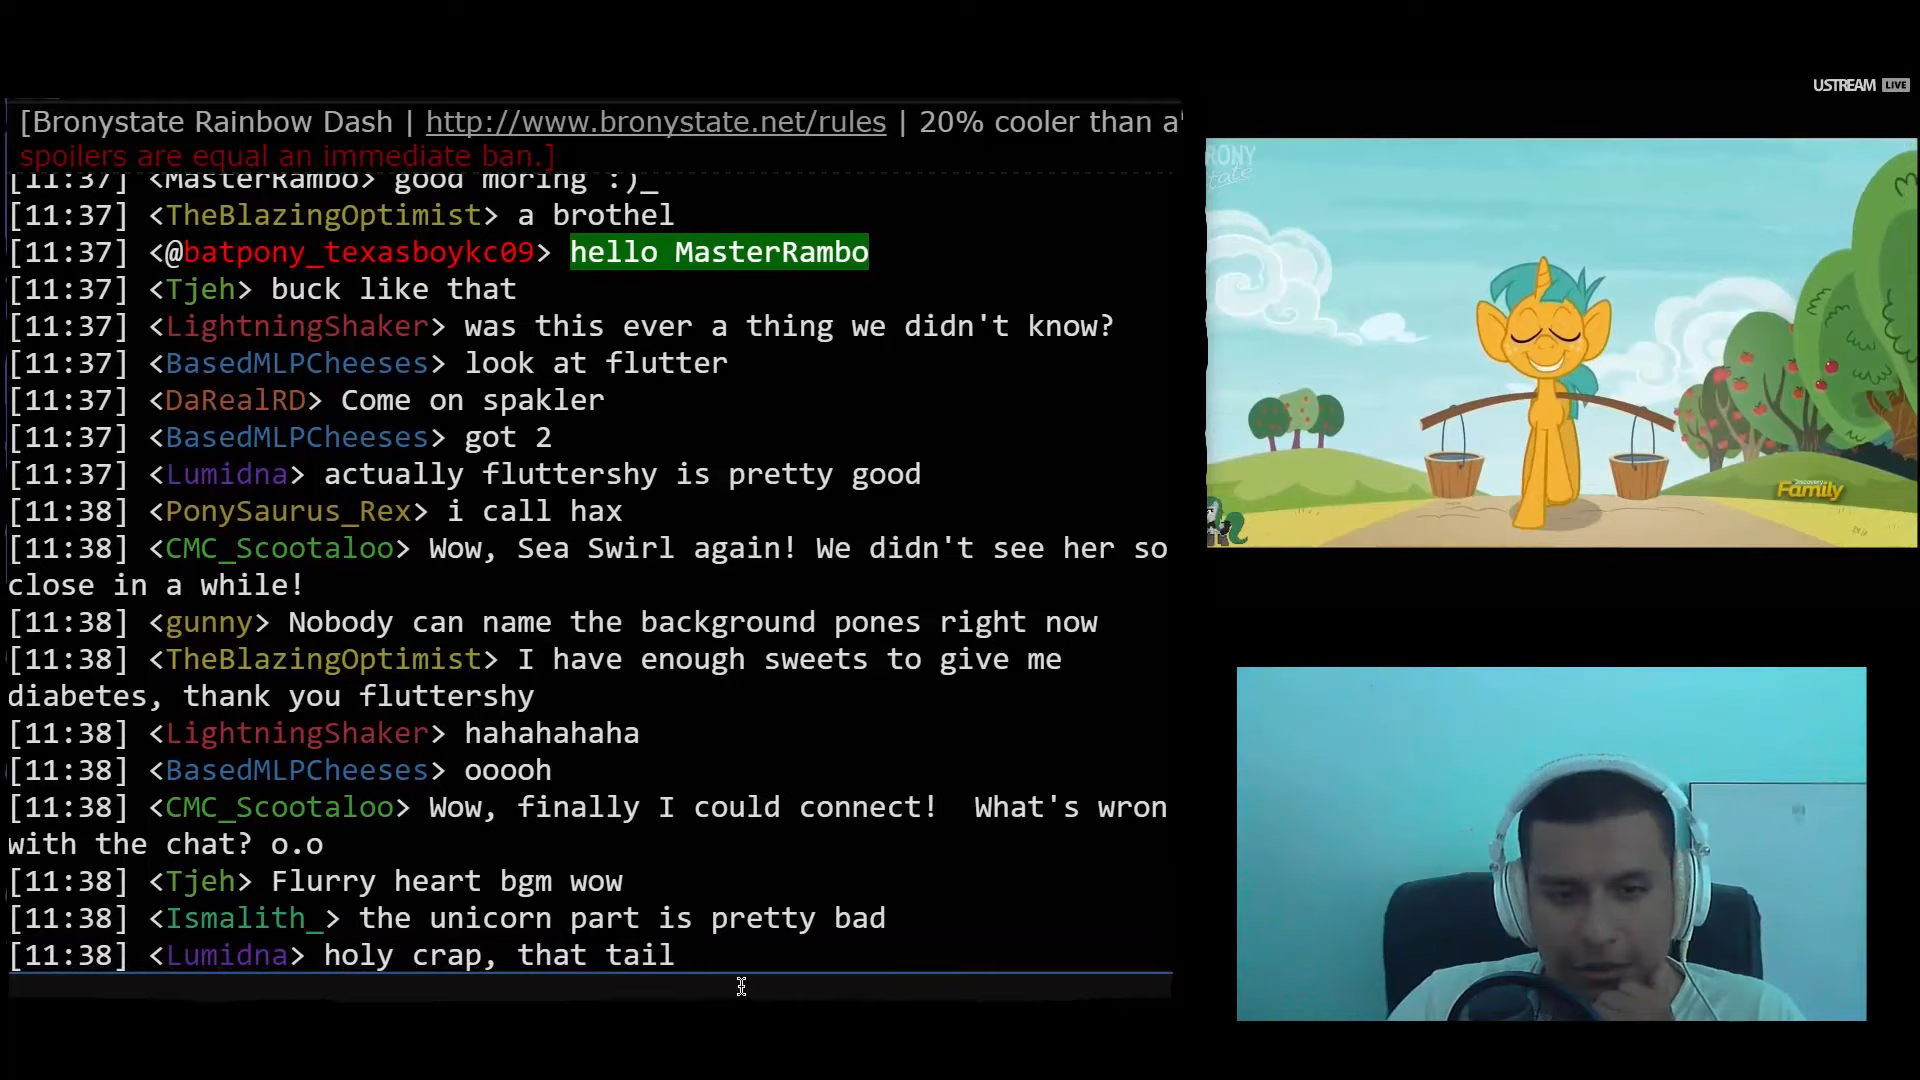 USTREAM LIVE
[Bronystate Rainbow Dash | http://www.bronystate.net/rules | 20% cooler than a
spoilers are equal an immediate ban.]
[11:37] <MasterRambo> good moring :)_
[11:37] <TheBlazingOptimist> a brothel
[11:37] <@batpony_texasboykc09> hello MasterRambo
[11:37] <Tjeh> buck like that
[11:37] <LightningShaker> was this ever a thing we didn't know?
[11:37] <BasedMLPCheeses> look at flutter
[11:37] <DaRealRD> Come on spakler
[11:37] <BasedMLPCheeses> got 2
[11:37] <Lumidna> actually fluttershy is pretty good
[11:38] <PonySaurus_Rex> i call hax
[11:38] <CMC_Scootaloo> Wow, Sea Swirl again! We didn't see her so
close in a while!
[11:38] <gunny> Nobody can name the background pones right now
[11:38] <TheBlazingOptimist> I have enough sweets to give me
diabetes, thank you fluttershy
[11:38] <LightningShaker> hahahahaha
[11:38] <BasedMLPCheeses> ooooh
[11:38] <CMC_Scootaloo> Wow, finally I could connect!  What's wron
with the chat? o.o
[11:38] <Tjeh> Flurry heart bgm wow
[11:38] <Ismalith_> the unicorn part is pretty bad
[11:38] <Lumidna> holy crap, that tail
RONY
tate
Discovery
Family